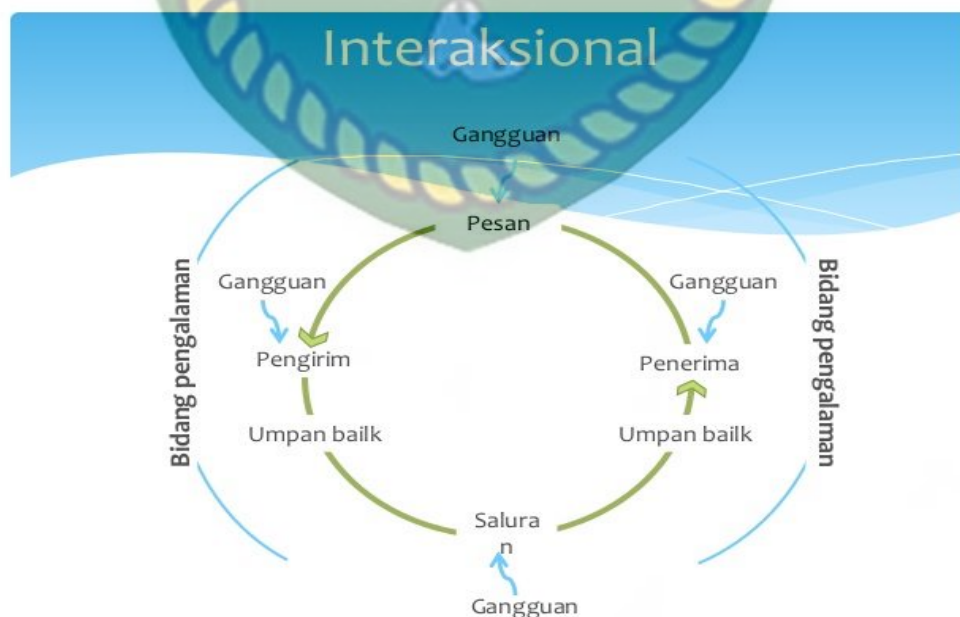 Interaksional
Gangguan
Pesan
Bidang pengalaman
Gangguan
Pengirim
Umpan bailk
Gangguan
Penerima
Umpan bailk
Bidang pengalaman
Salura
n
Gangguan